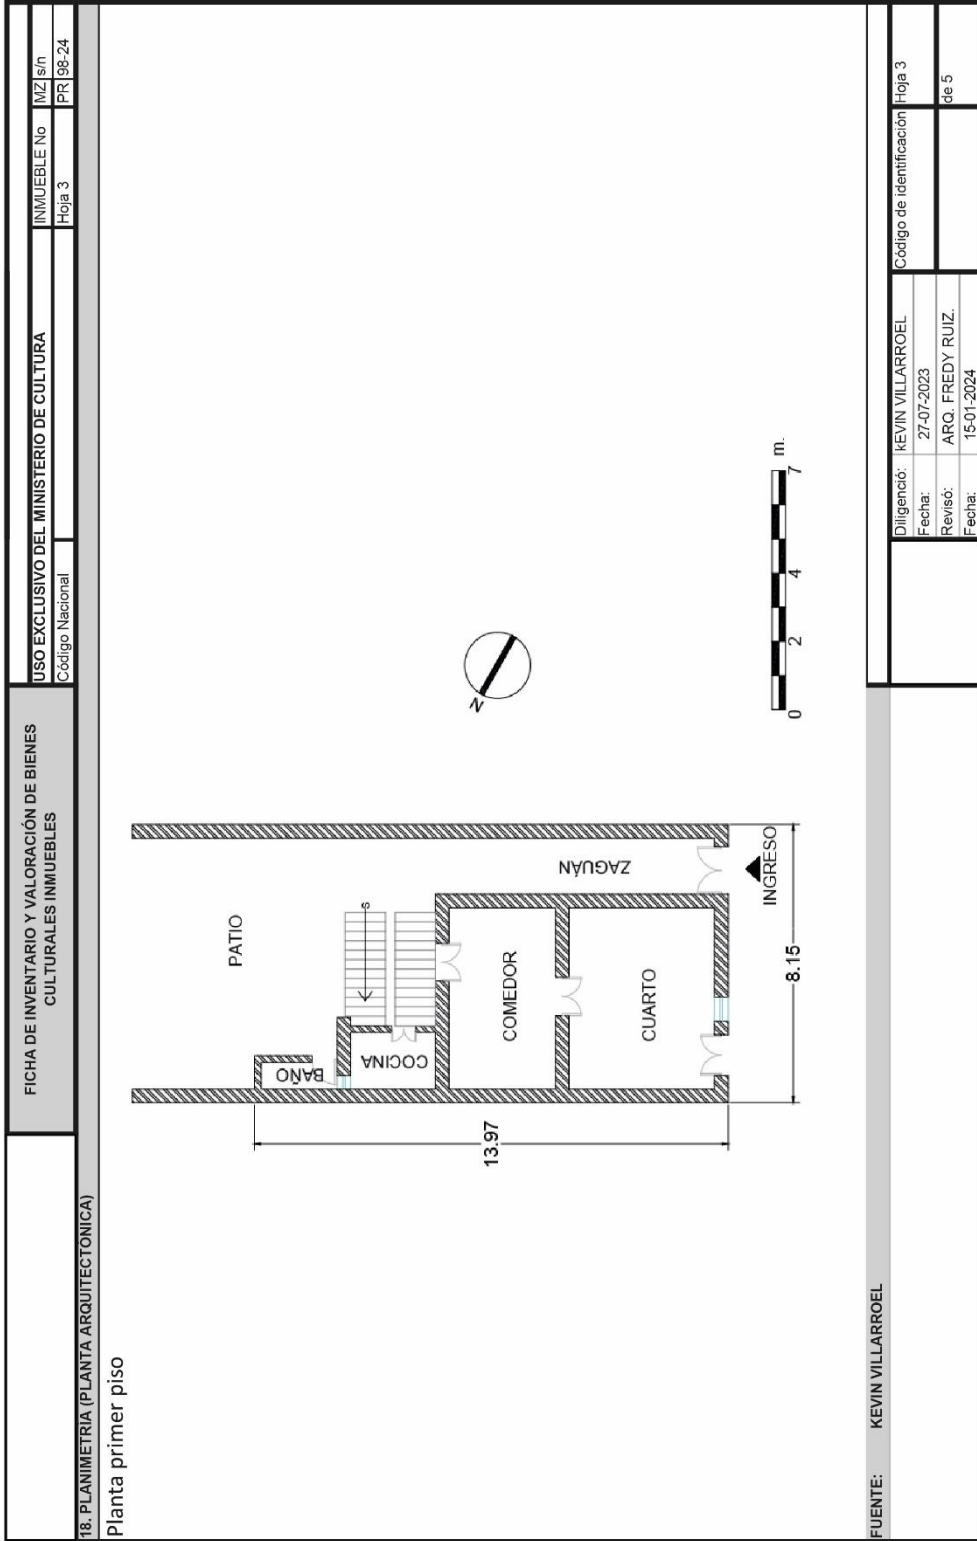 FICHA DE INVENTARIO Y VALORACIÓN DE BIENES
CULTURALES INMUEBLES
USO EXCLUSIVO DEL MINISTERIO DE CULTURA
INMUEBLE No
MZ s/n
Código Nacional
Hoja 3
PR 98-24
18. PLANIMETRIA (PLANTA ARQUITECTONICA)
Planta primer piso
PATIO
BAÑO
s
COCINA
COMEDOR
ZAGUÁN
CUARTO
INGRESO
13.97
8.15
N
0 2 4 7 m.
FUENTE: KEVIN VILLARROEL
Diligenció: kEVIN VILLARROEL
Código de identificación
Hoja 3
Fecha: 27-07-2023
Revisó: ARQ. FREDY RUIZ.
de 5
Fecha: 15-01-2024